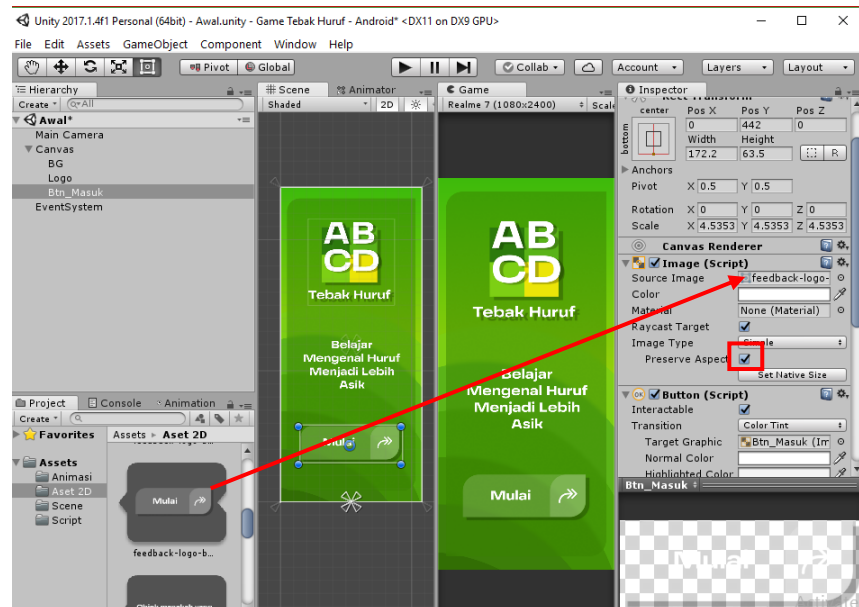 Unity 2017.1.4f1 Personal (64bit) - Awal.unity - Game Tebak Huruf - Android* <DX11 on DX9 GPU>
File Edit Assets GameObject Component Window Help
Pivot Global Collab Account Layers Layout
Hierarchy
Create All
Awal*
Main Camera
Canvas
BG
Logo
Btn_Masuk
EventSystem
Scene Animator
Shaded 2D
ABCD
Tebak Huruf
Belajar
Mengenal Huruf
Menjadi Lebih
Asik
Mulai
Game
Realme 7 (1080x2400) Scale
AB
CD
Tebak Huruf
Belajar
Mengenal Huruf
Menjadi Lebih
Asik
Mulai
Inspector
center Pos X Pos Y Pos Z
0 442 0
bottom
Width Height
172.2 63.5 R
Anchors
Pivot X 0.5 Y 0.5
Rotation X 0 Y 0 Z 0
Scale X 4.5353 Y 4.5353 Z 4.5353
Canvas Renderer
Image (Script)
Source Image feedback-logo-
Color
Material None (Material)
Raycast Target
Image Type Simple
Preserve Aspect
Set Native Size
Button (Script)
Interactable
Transition Color Tint
Target Graphic Btn_Masuk (Im
Normal Color
Highlighted Color
Btn_Masuk
Mulai
Project Console Animation
Create
Favorites
Assets
Animasi
Aset 2D
Scene
Script
Assets Aset 2D
Mulai
feedback-logo-b...